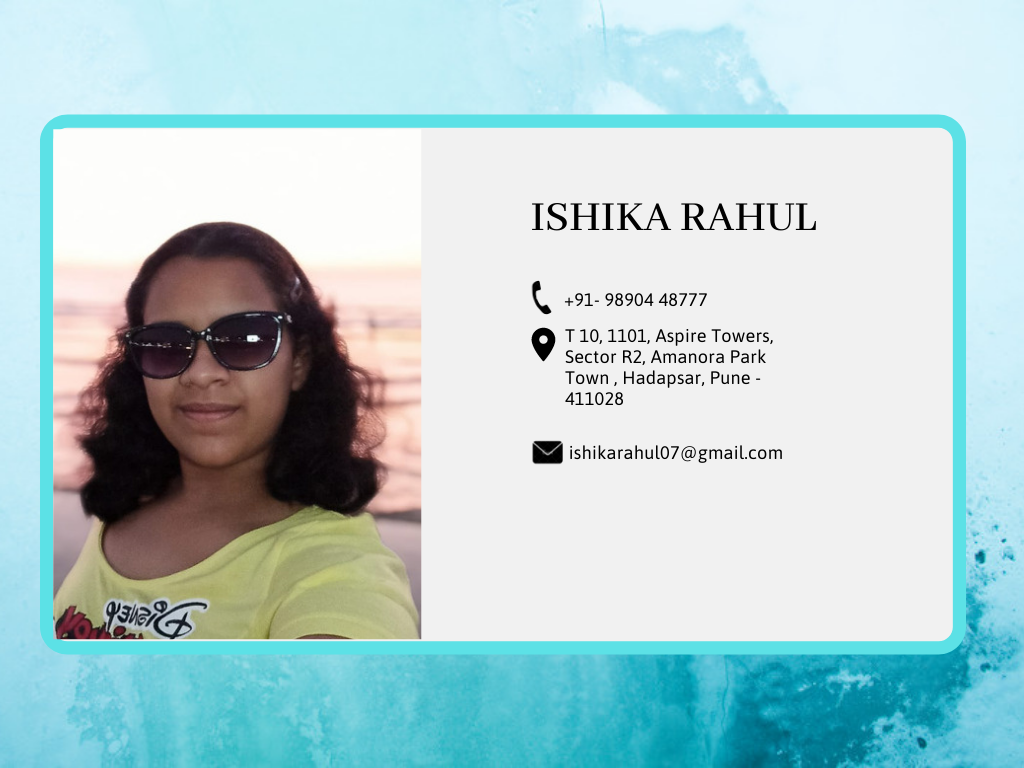 ISHIKA RAHUL
+91- 98904 48777
T 10, 1101, Aspire Towers,
Sector R2, Amanora Park
Town , Hadapsar, Pune -
411028
ishikarahul07@gmail.com
Disney